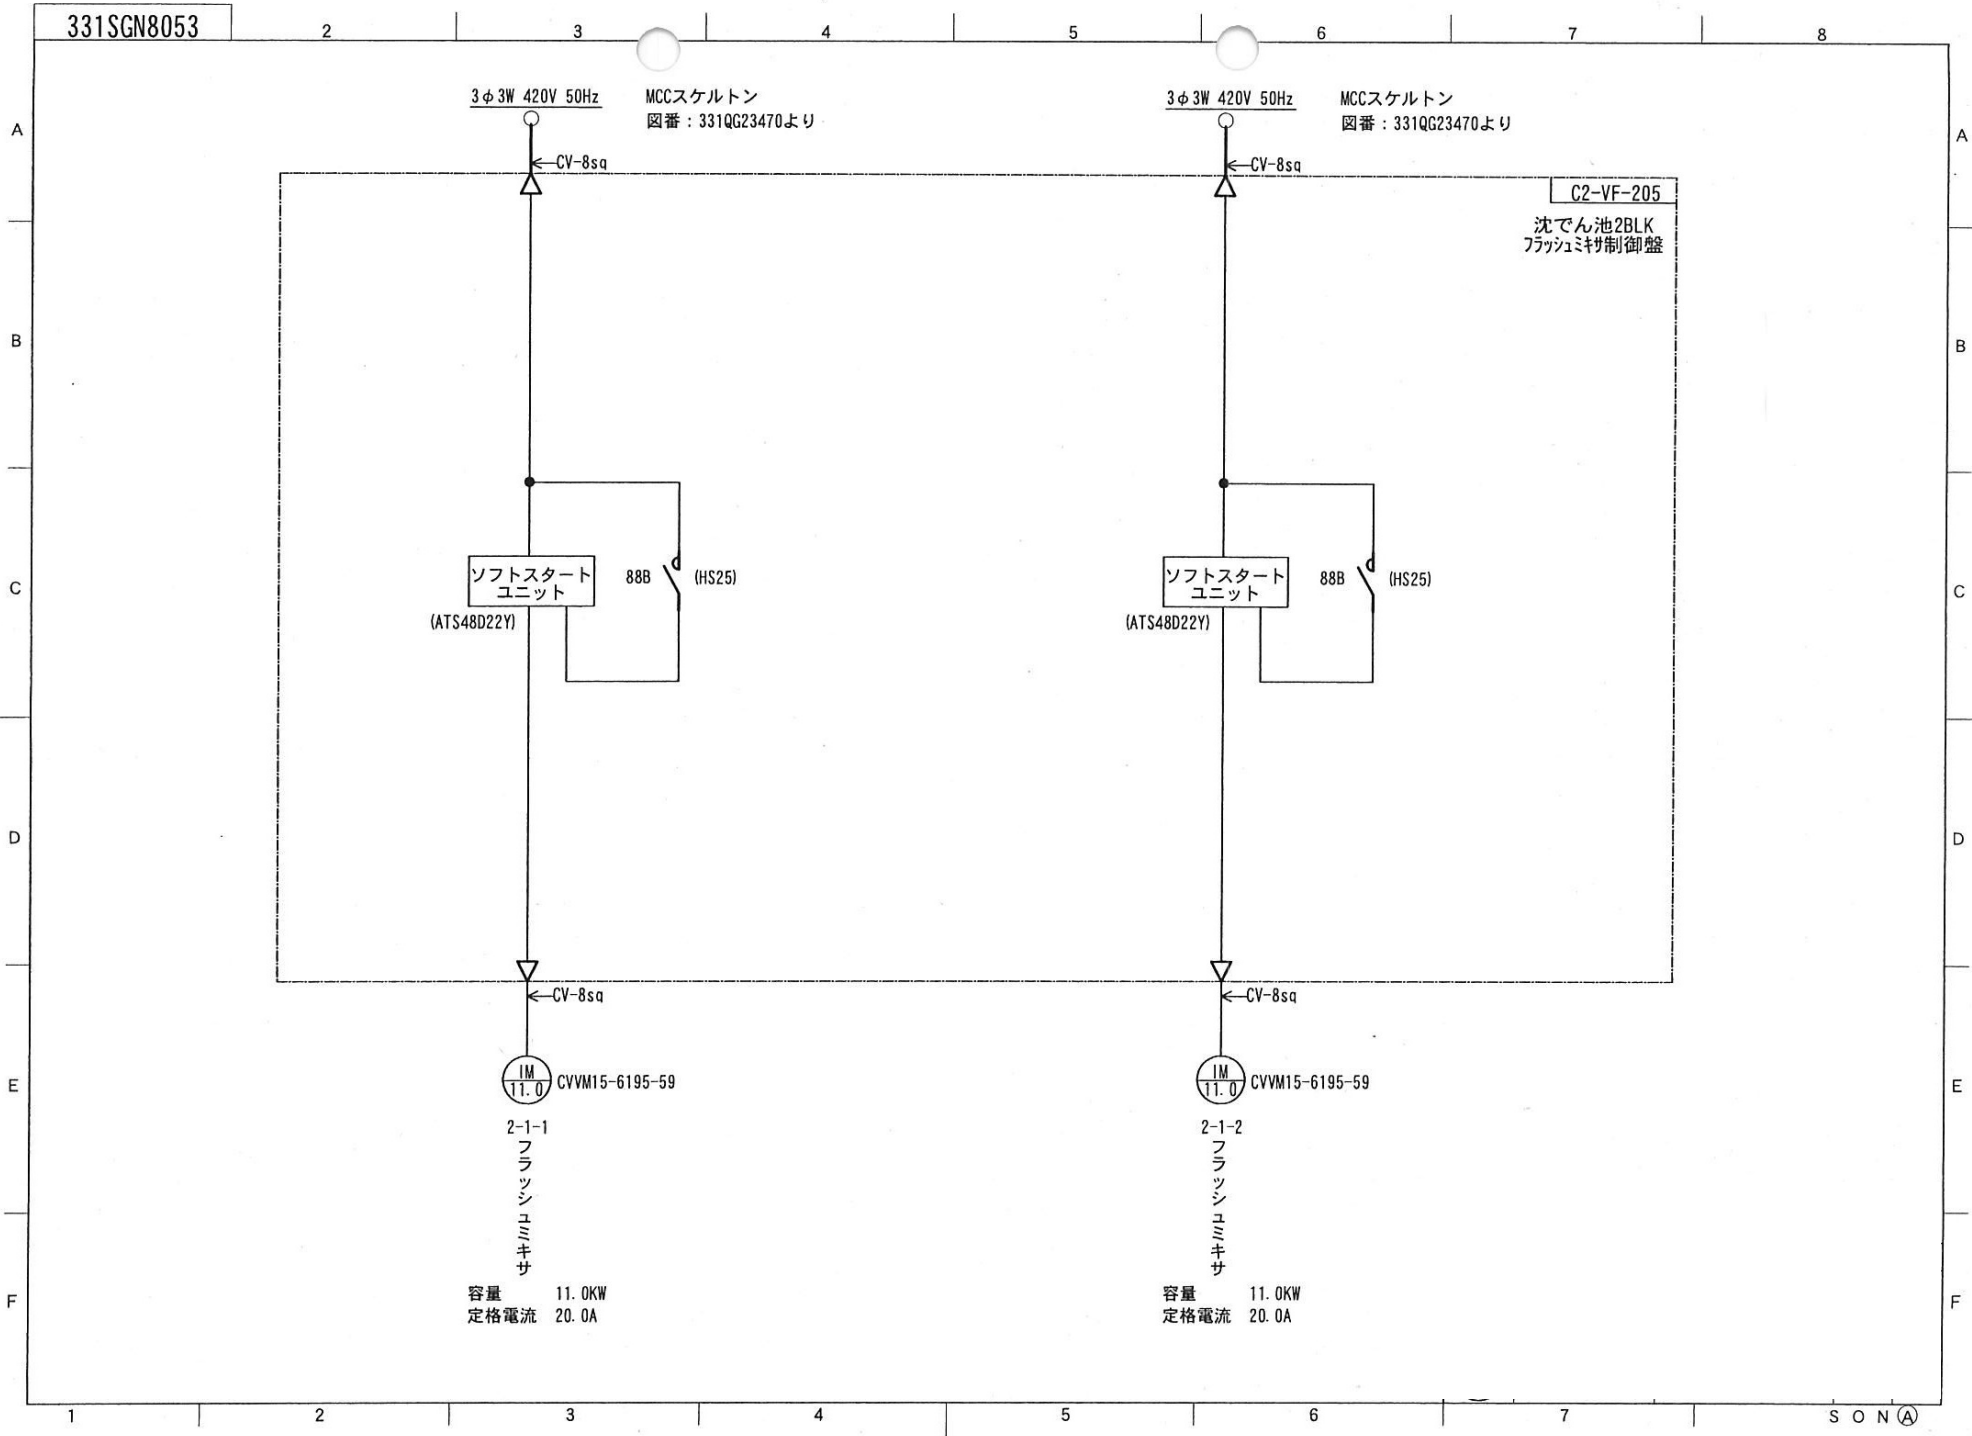 331SGN8053
2
3
4
5
6
7
8
3φ3W 420V 50Hz
MCCスケルトン
図番：331QG23470より
3φ3W 420V 50Hz
MCCスケルトン
図番：331QG23470より
A
A
CV-8sq
CV-8sq
C2-VF-205
沈でん池2BLK
フラッシュミキサ制御盤
B
B
ソフトスタート
ユニット
88B
(HS25)
(ATS48D22Y)
ソフトスタート
ユニット
88B
(HS25)
(ATS48D22Y)
C
C
D
D
CV-8sq
CV-8sq
IM
11.0
CVVM15-6195-59
IM
11.0
CVVM15-6195-59
E
E
2-1-1
フラッシュミキサ
2-1-2
フラッシュミキサ
容量 11.0KW
定格電流 20.0A
容量 11.0KW
定格電流 20.0A
F
F
1
2
3
4
5
6
7
S O N A